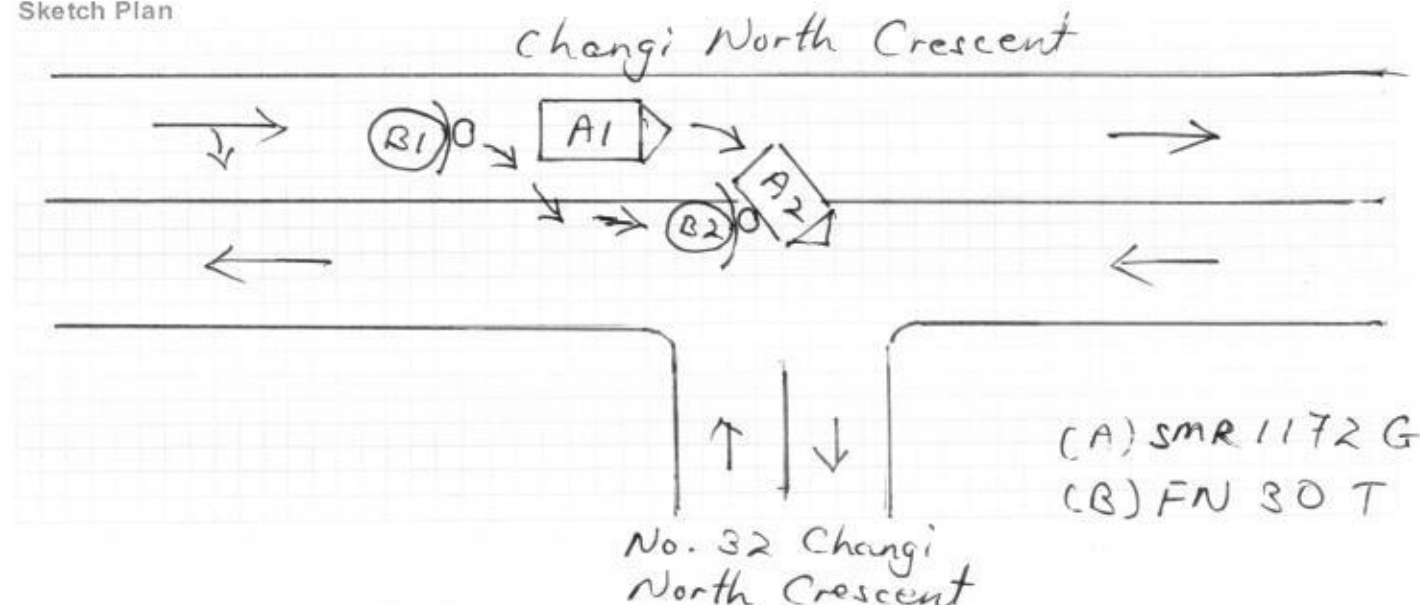 Sketch Plan
Changi North Crescent
B1
A1
A2
B2
(A) SMR 1172 G
(B) FN 30 T
No. 32 Changi
North Crescent